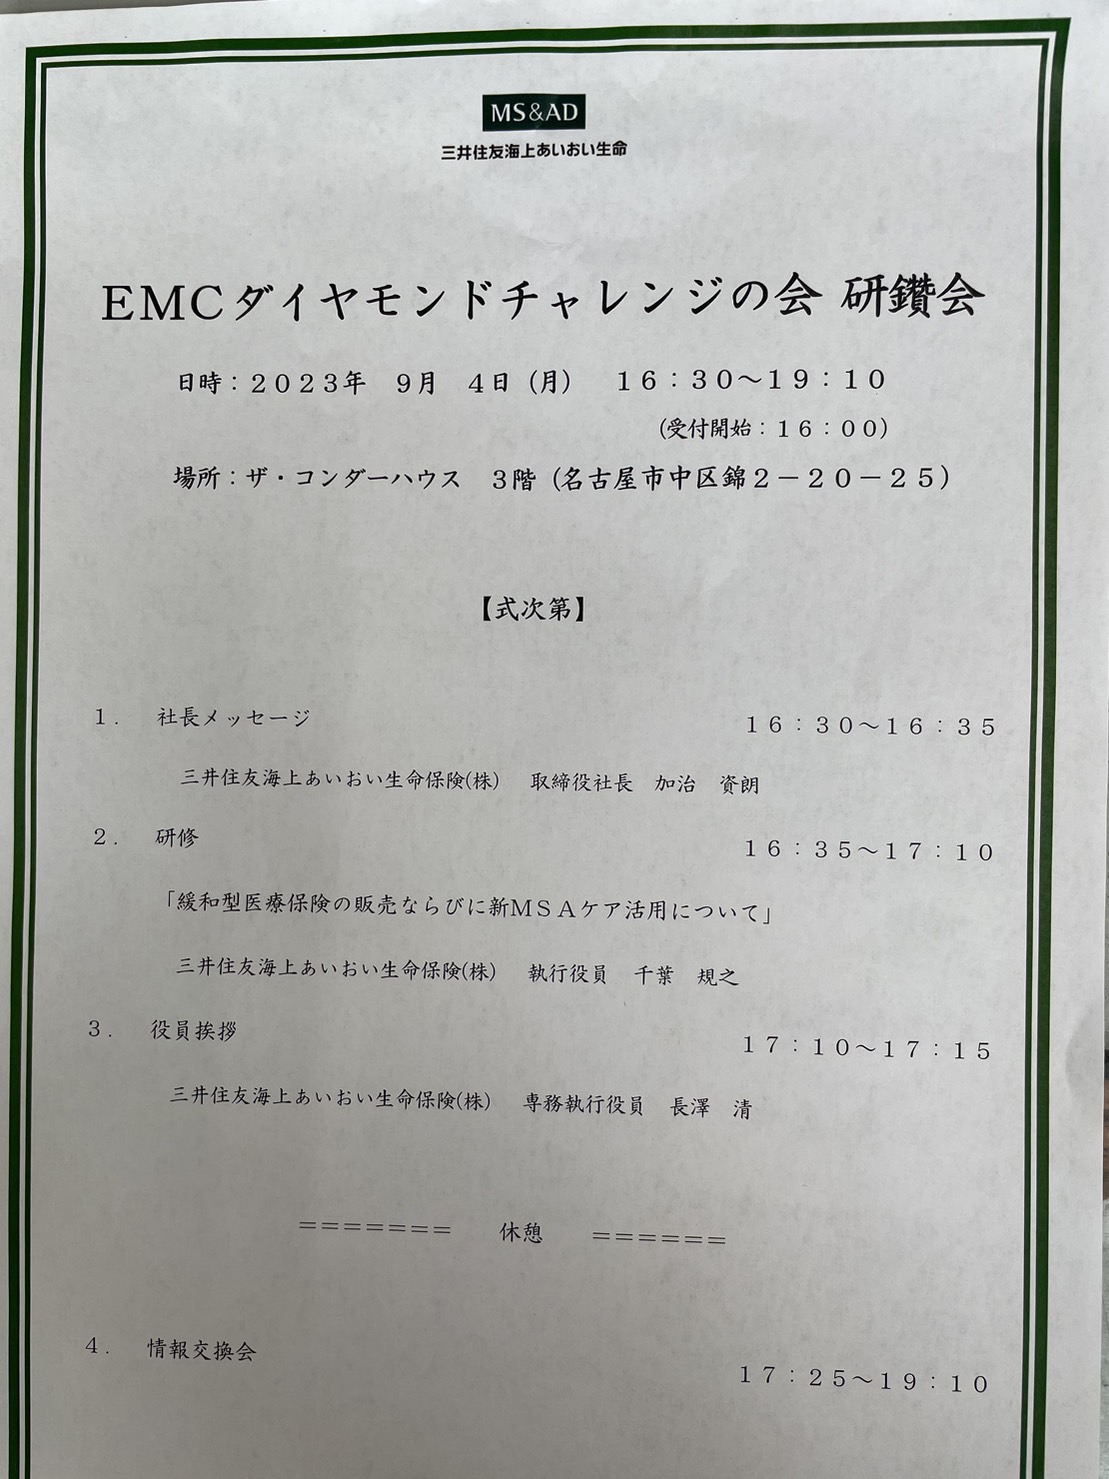 MS&AD
三井住友海上あいおい生命
EMCダイヤモンドチャレンジの会 研鑽会
日時：２０２３年　９月　４日（月）　１６：３０～１９：１０
（受付開始：１６：００）
場所：ザ・コンダーハウス　３階（名古屋市中区錦２－２０－２５）
【式次第】
１．　社長メッセージ　１６：３０～１６：３５
三井住友海上あいおい生命保険(株)　取締役社長　加治　資朗
２．　研修　１６：３５～１７：１０
「緩和型医療保険の販売ならびに新ＭＳＡケア活用について」
三井住友海上あいおい生命保険(株)　執行役員　千葉　規之
３．　役員挨拶　１７：１０～１７：１５
三井住友海上あいおい生命保険(株)　専務執行役員　長澤　清
＝＝＝＝＝＝＝　休憩　＝＝＝＝＝＝
４．　情報交換会　１７：２５～１９：１０